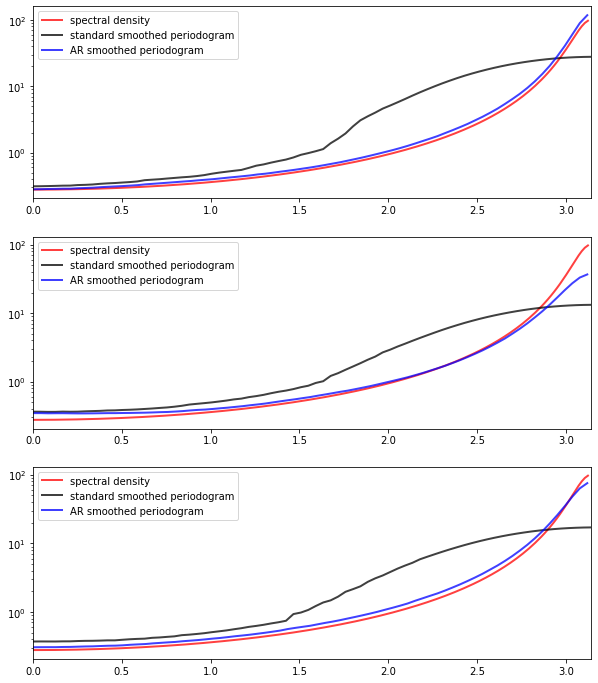 10²
10¹
10⁰
spectral density
standard smoothed periodogram
AR smoothed periodogram
0.0 0.5 1.0 1.5 2.0 2.5 3.0
10²
10¹
10⁰
spectral density
standard smoothed periodogram
AR smoothed periodogram
0.0 0.5 1.0 1.5 2.0 2.5 3.0
10²
10¹
10⁰
spectral density
standard smoothed periodogram
AR smoothed periodogram
0.0 0.5 1.0 1.5 2.0 2.5 3.0